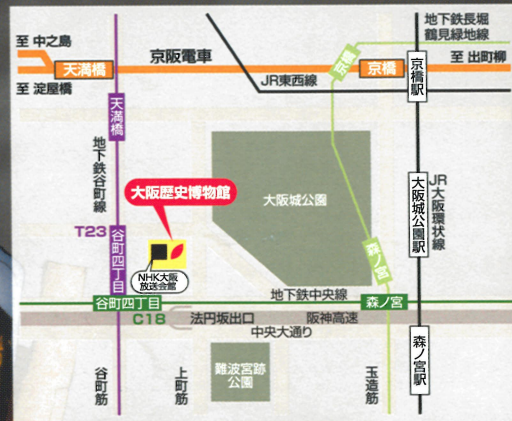 地下鉄長堀
鶴見緑地線
至 中之島
京阪電車
至 出町柳
天満橋
京橋
京橋
京橋駅
至 淀屋橋
JR東西線
天満橋
地下鉄谷町線
大阪歴史博物館
大阪城公園
大阪城公園駅
JR大阪環状線
T23
谷町四丁目
NHK大阪
放送会館
森ノ宮
地下鉄中央線
谷町四丁目
森ノ宮
C18
法円坂出口
阪神高速
中央大通り
森ノ宮駅
難波宮跡
公園
谷町筋
上町筋
玉造筋